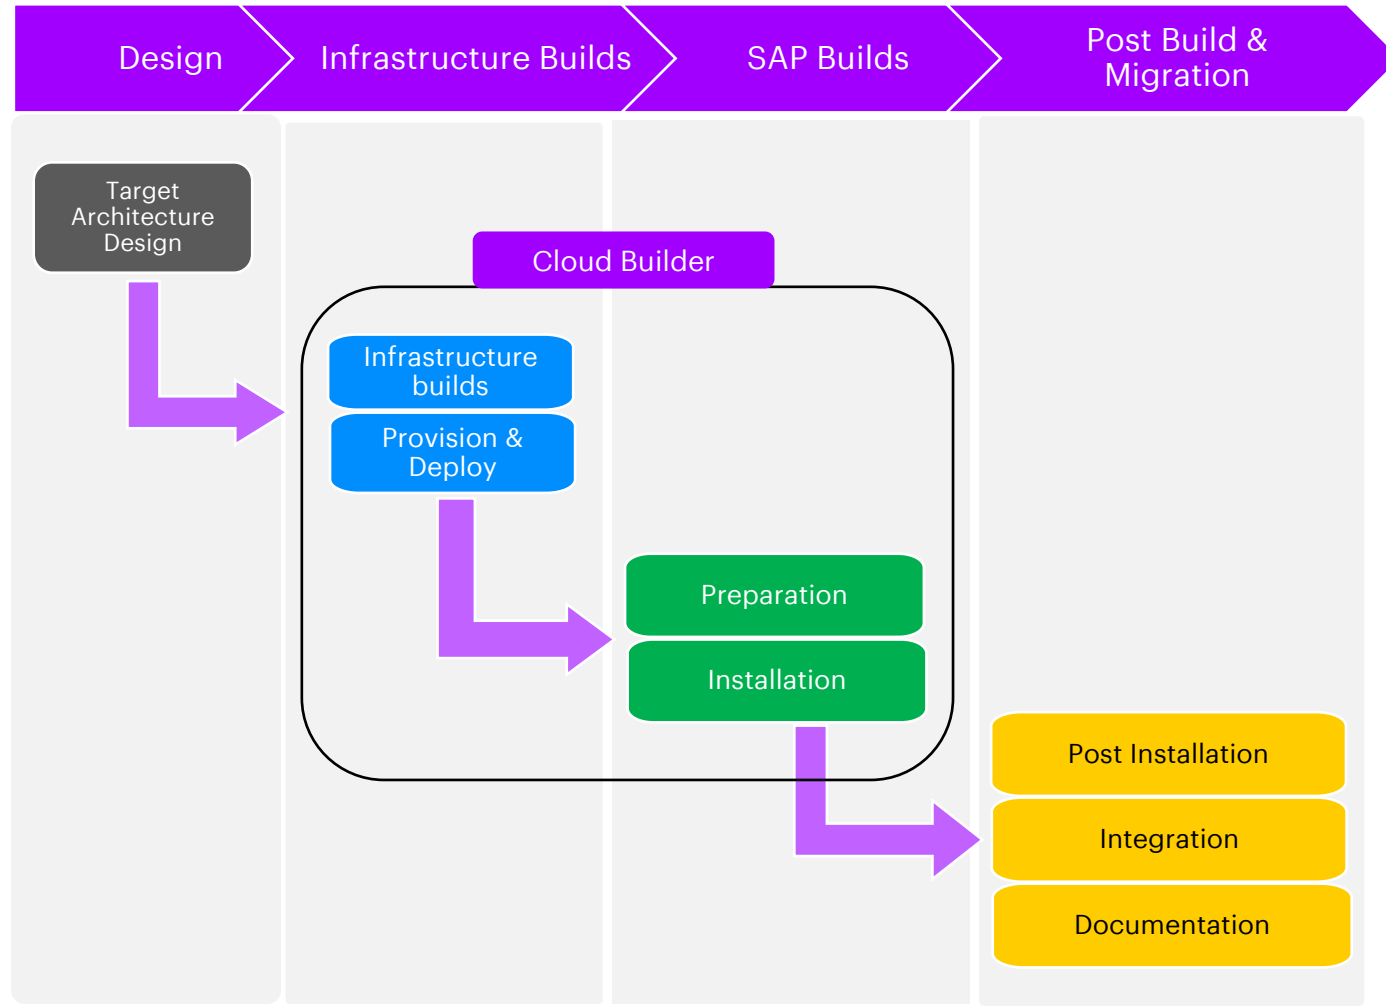 Design
Infrastructure Builds
SAP Builds
Post Build &
Migration
Target
Architecture
Design
Cloud Builder
Infrastructure
builds
Provision &
Deploy
Preparation
Installation
Post Installation
Integration
Documentation